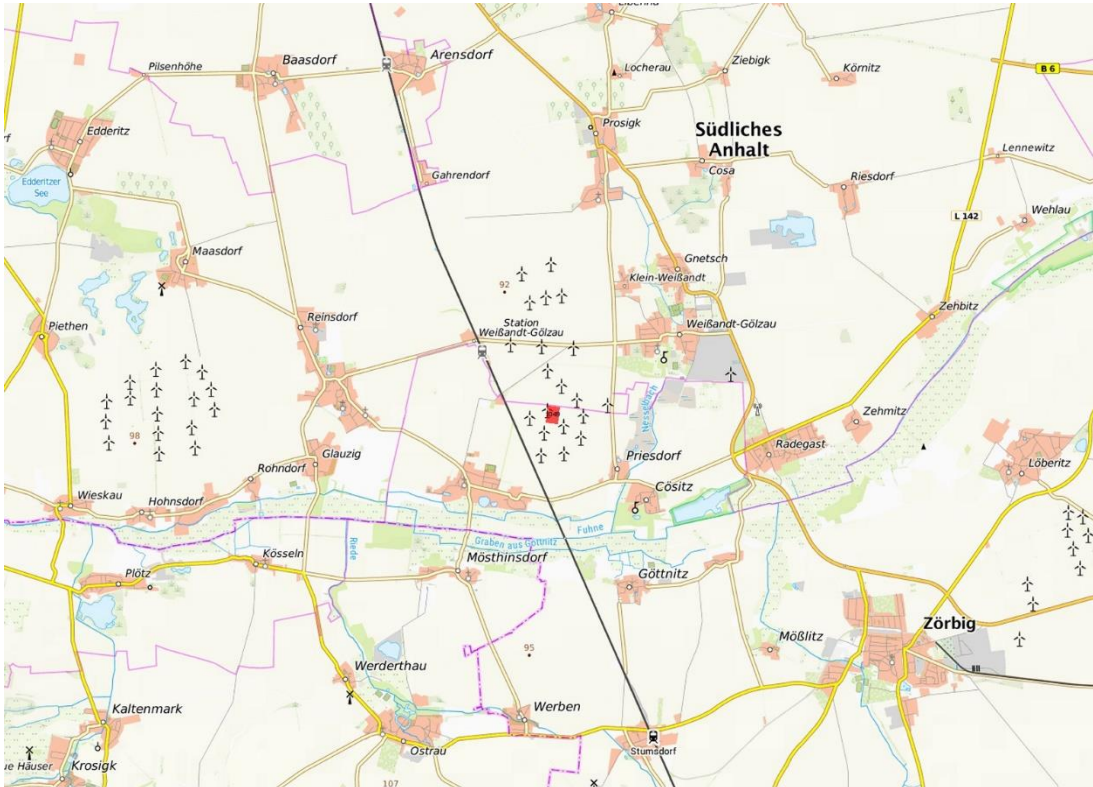 Baasdorf
Arensdorf
Pilsenhöhe
Locherau
Ziebigk
Körnitz
B 6
Edderitz
Prosigk
Südliches
Anhalt
Lennewitz
Gahrendorf
Cosa
Riesdorf
Edderitzer
See
L 142
Wehlau
Maasdorf
Gnetsch
Klein-Weißandt
92
Zehbitz
Reinsdorf
Station
Weißandt-Gölzau
Weißandt-Gölzau
Piethen
Nesselbach
Zehmitz
98
Radegast
Glauzig
Priesdorf
Rohndorf
Löberitz
Wieskau
Hohnsdorf
Cösitz
Fuhne
Graben aus Göttnitz
Riede
Kösseln
Mösthinsdorf
Plötz
Göttnitz
Zörbig
Mößlitz
95
Werderthau
Kaltenmark
Werben
Ostrau
Stumsdorf
ue Häuser
Krosigk
107